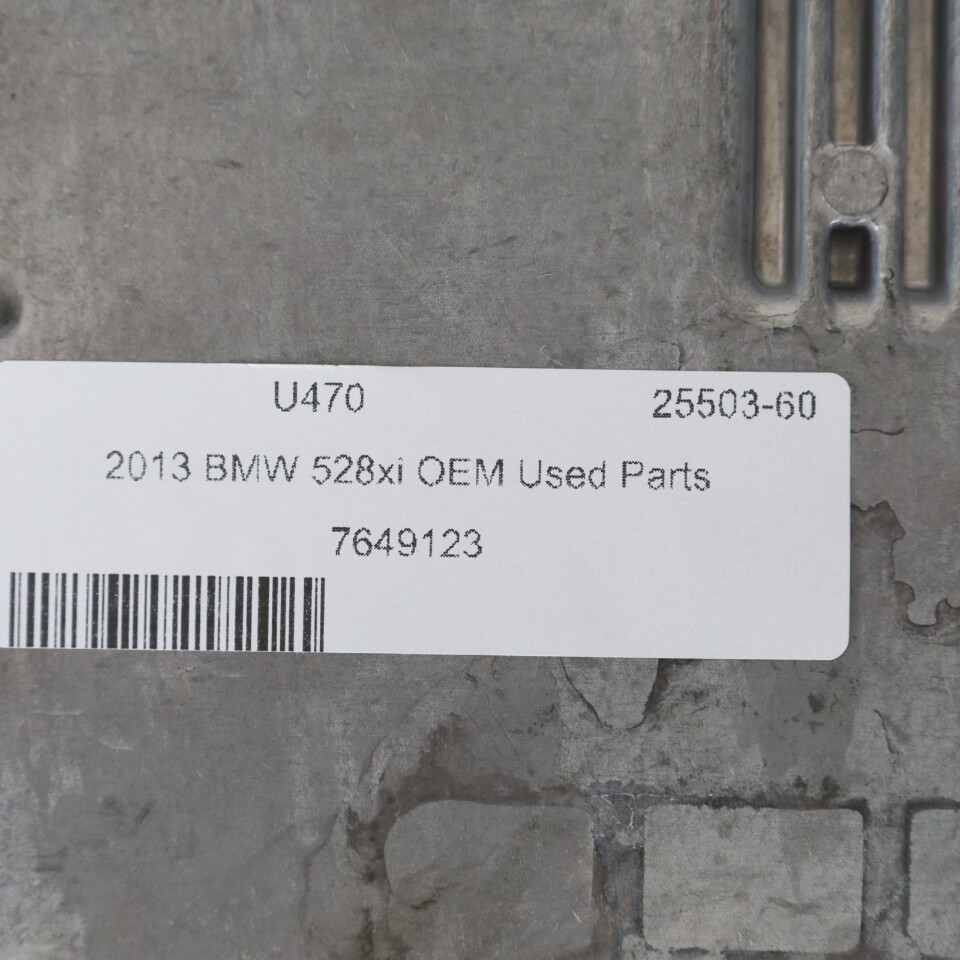 U470 25503-60
2013 BMW 528xi OEM Used Parts
7649123